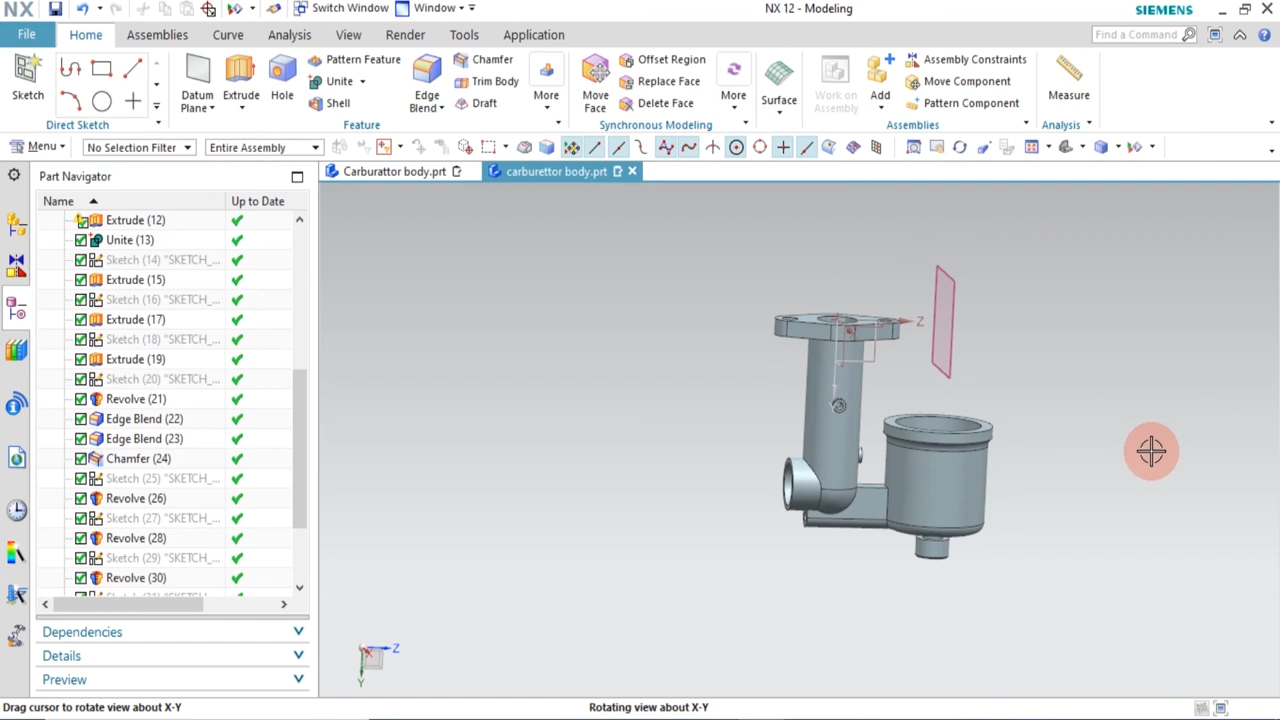 NX
Switch Window
Window
NX 12 - Modeling
SIEMENS
File
Home
Assemblies
Curve
Analysis
View
Render
Tools
Application
Find a Command
Sketch
Direct Sketch
Datum
Plane
Extrude
Hole
Pattern Feature
Unite
Shell
Edge
Blend
Chamfer
Trim Body
Draft
More
Feature
Move
Face
Offset Region
Replace Face
Delete Face
More
Synchronous Modeling
Surface
Work on
Assembly
Add
Assembly Constraints
Move Component
Pattern Component
Assemblies
Measure
Analysis
Menu
No Selection Filter
Entire Assembly
Part Navigator
Carburattor body.prt
carburettor body.prt
Name
Up to Date
Extrude (12)
Unite (13)
Sketch (14) "SKETCH_...
Extrude (15)
Sketch (16) "SKETCH_...
Extrude (17)
Sketch (18) "SKETCH_...
Extrude (19)
Sketch (20) "SKETCH_...
Revolve (21)
Edge Blend (22)
Edge Blend (23)
Chamfer (24)
Sketch (25) "SKETCH_...
Revolve (26)
Sketch (27) "SKETCH_...
Revolve (28)
Sketch (29) "SKETCH_...
Revolve (30)
Dependencies
Details
Preview
Z
Z
X
Y
Drag cursor to rotate view about X-Y
Rotating view about X-Y